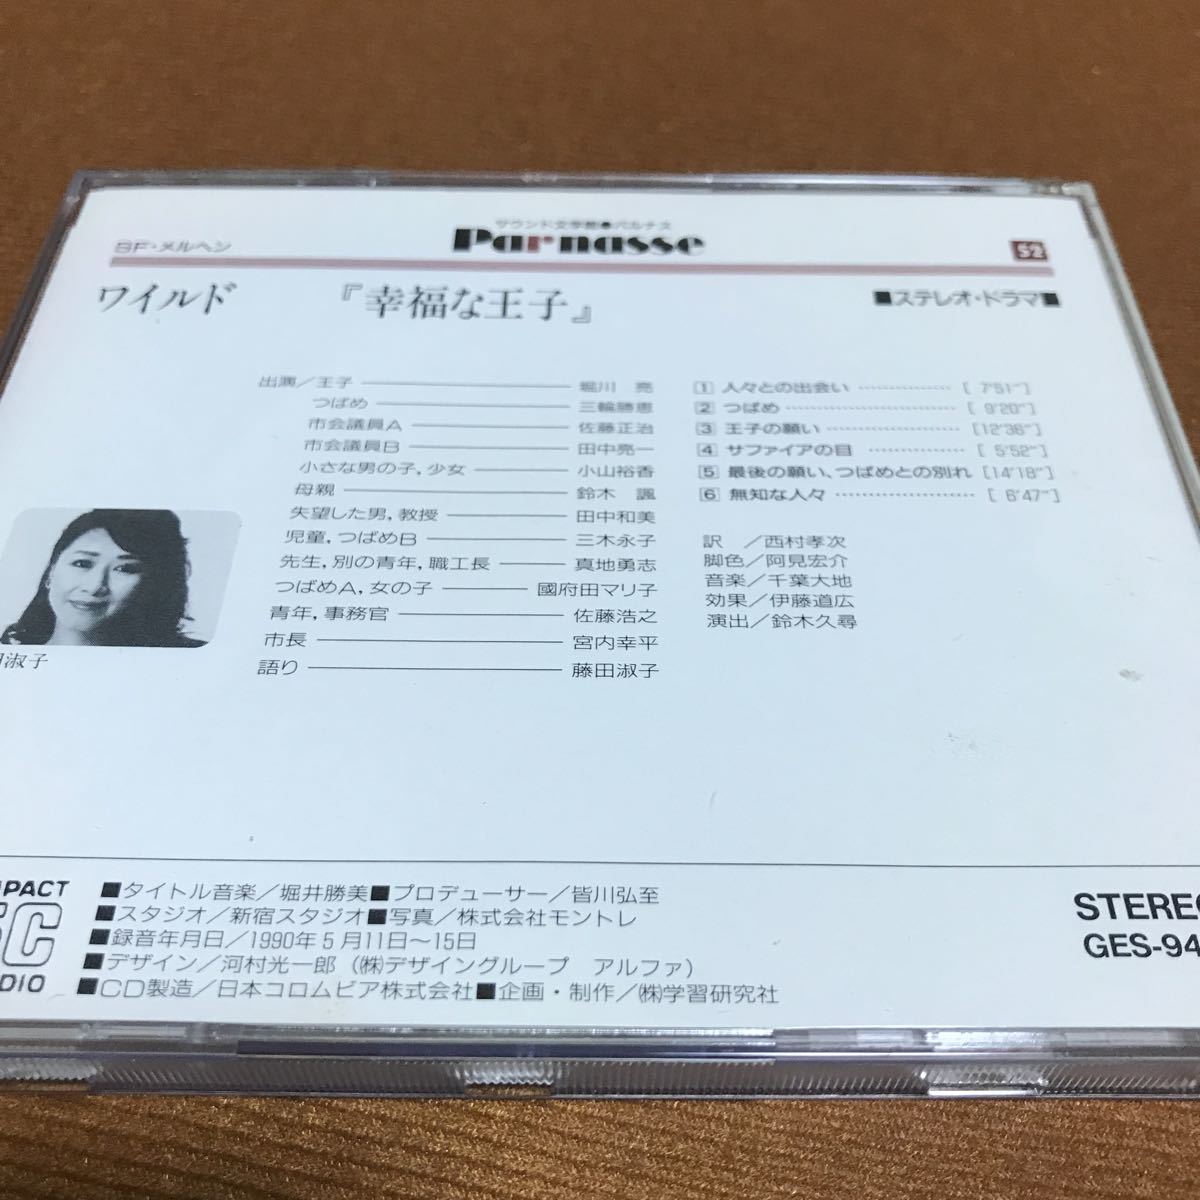 サウンド文学館●パルナス
Parnasse
SF・メルヘン
52
ワイルド 『幸福な王子』
■ステレオ・ドラマ■
出演／王子 堀川 亮
つばめ 三輪勝恵
市会議員A 佐藤正治
市会議員B 田中亮一
小さな男の子, 少女 小山裕香
母親 鈴木 諷
失望した男, 教授 田中和美
児童, つばめB 三木永子
先生, 別の青年, 職工長 真地勇志
つばめA, 女の子 國府田マリ子
青年, 事務官 佐藤浩之
市長 宮内幸平
語り 藤田淑子
1 人々との出会い [ 7'51"]
2 つばめ [ 9'20"]
3 王子の願い [12'36"]
4 サファイアの目 [ 5'52"]
5 最後の願い、つばめとの別れ [14'18"]
6 無知な人々 [ 6'47"]
訳 ／西村孝次
脚色／阿見宏介
音楽／千葉大地
効果／伊藤道広
演出／鈴木久尋
田淑子
MPACT
DISC
UDIO
■タイトル音楽／堀井勝美■プロデューサー／皆川弘至
■スタジオ／新宿スタジオ■写真／株式会社モントレ
■録音年月日／1990年5月11日〜15日
■デザイン／河村光一郎（㈱デザイングループ アルファ）
■CD製造／日本コロムビア株式会社■企画・制作／㈱学習研究社
STEREO
GES-94